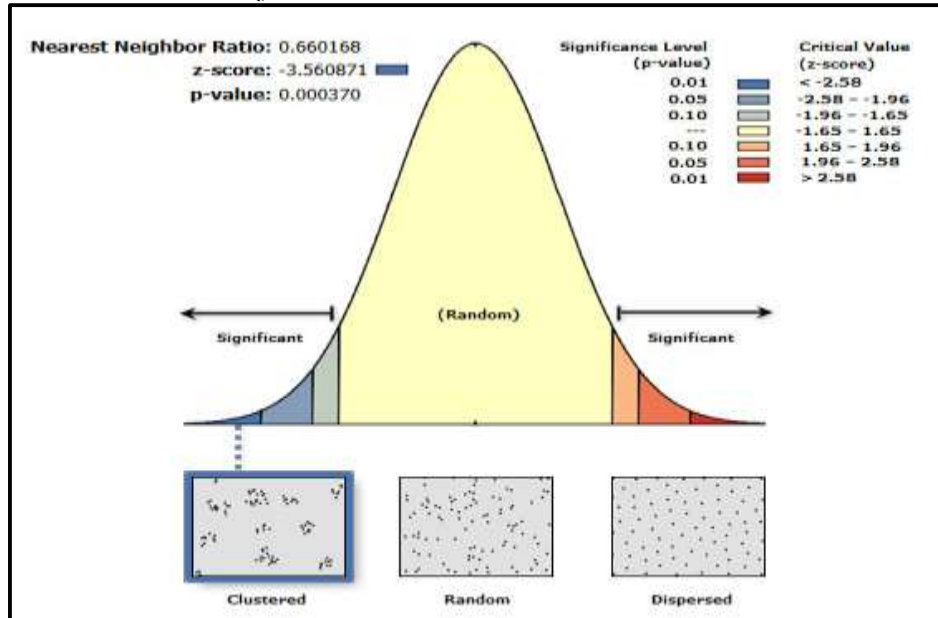 Nearest Neighbor Ratio: 0.660168
z-score: -3.560871
p-value: 0.000370
Significance Level
(p-value)
Critical Value
(z-score)
0.01 < -2.58
0.05 -2.58 - -1.96
0.10 -1.96 - -1.65
--- -1.65 - 1.65
0.10 1.65 - 1.96
0.05 1.96 - 2.58
0.01 > 2.58
(Random)
Significant
Significant
Clustered
Random
Dispersed